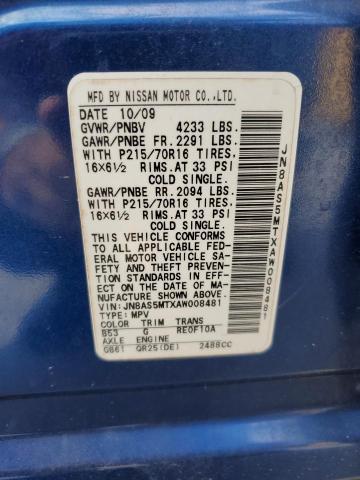 MFD BY NISSAN MOTOR CO.,LTD.
DATE 10/09
GVWR/PNBV 4233 LBS.
GAWR/PNBE FR.2291 LBS.
WITH P215/70R16 TIRES.
16X6½ RIMS.AT 33 PSI
COLD SINGLE.
GAWR/PNBE RR.2094 LBS.
WITH P215/70R16 TIRES.
16X6½ RIMS.AT 33 PSI
COLD SINGLE.
THIS VEHICLE CONFORMS
TO ALL APPLICABLE FED-
ERAL MOTOR VEHICLE SA-
FETY AND THEFT PREVEN-
TION STANDARDS IN EFF-
ECT ON THE DATE OF MA-
NUFACTURE SHOWN ABOVE.
JN8AS5MTXAW008481
TYPE: MPV
COLOR TRIM TRANS
B53 G RE0F10A
AXLE ENGINE
GB61 QR25(DE) 2488CC
JN8AS5MTXAW008481